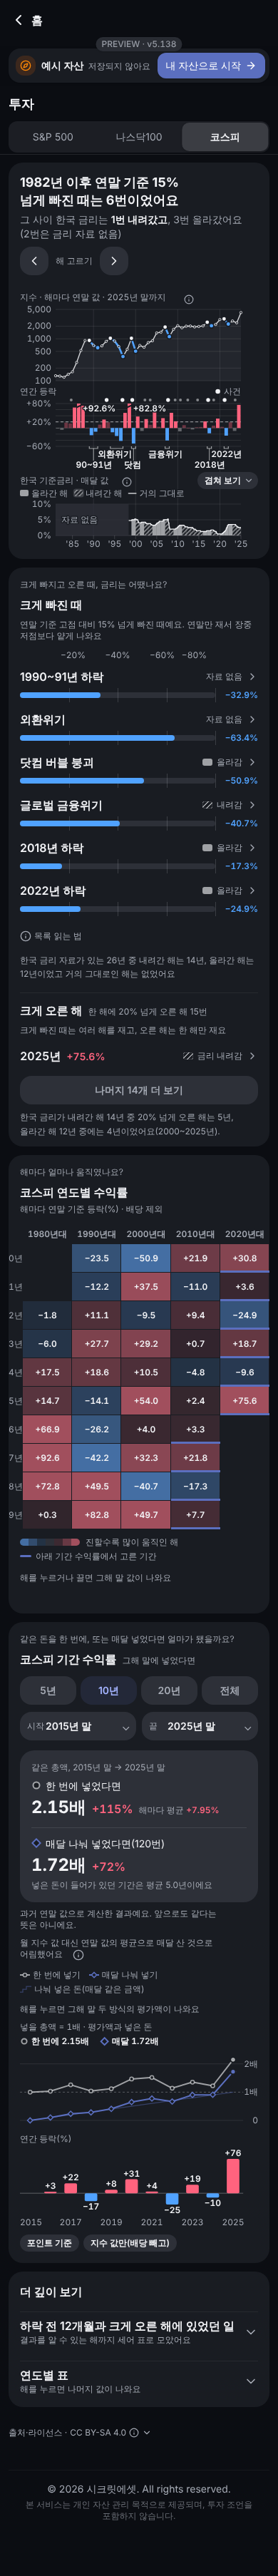 홈
PREVIEW · v5.138
예시 자산 저장되지 않아요
내 자산으로 시작 →
투자
S&P 500 나스닥100 코스피
1982년 이후 연말 기준 15%
넘게 빠진 때는 6번이었어요
그 사이 한국 금리는 1번 내려갔고, 3번 올라갔어요
(2번은 금리 자료 없음)
해 고르기
지수 · 해마다 연말 값 · 2025년 말까지
5,000
2,000
1,000
500
200
100
연간 등락
사건
+80%
+20%
−60%
+92.6% +82.8%
외환위기 금융위기 2022년
90~91년 닷컴 2018년
한국 기준금리 · 매달 값
겹쳐 보기
올라간 해 내려간 해 거의 그대로
10%
5%
0%
자료 없음
'85 '90 '95 '00 '05 '10 '15 '20 '25
크게 빠지고 오른 때, 금리는 어땠나요?
크게 빠진 때
연말 기준 고점 대비 15% 넘게 빠진 때예요. 연말만 재서 장중
저점보다 얕게 나와요
−20% −40% −60% −80%
1990~91년 하락 자료 없음
−32.9%
외환위기 자료 없음
−63.4%
닷컴 버블 붕괴 올라감
−50.9%
글로벌 금융위기 내려감
−40.7%
2018년 하락 올라감
−17.3%
2022년 하락 올라감
−24.9%
목록 읽는 법
한국 금리 자료가 있는 26년 중 내려간 해는 14년, 올라간 해는
12년이었고 거의 그대로인 해는 없었어요
크게 오른 해 한 해에 20% 넘게 오른 해 15번
크게 빠진 때는 여러 해를 재고, 오른 해는 한 해만 재요
2025년 +75.6% 금리 내려감
나머지 14개 더 보기
한국 금리가 내려간 해 14년 중 20% 넘게 오른 해는 5년,
올라간 해 12년 중에는 4년이었어요(2000~2025년).
해마다 얼마나 움직였나요?
코스피 연도별 수익률
해마다 연말 기준 등락(%) · 배당 제외
1980년대 1990년대 2000년대 2010년대 2020년대
0년 −23.5 −50.9 +21.9 +30.8
1년 −12.2 +37.5 −11.0 +3.6
2년 −1.8 +11.1 −9.5 +9.4 −24.9
3년 −6.0 +27.7 +29.2 +0.7 +18.7
4년 +17.5 +18.6 +10.5 −4.8 −9.6
5년 +14.7 −14.1 +54.0 +2.4 +75.6
6년 +66.9 −26.2 +4.0 +3.3
7년 +92.6 −42.2 +32.3 +21.8
8년 +72.8 +49.5 −40.7 −17.3
9년 +0.3 +82.8 +49.7 +7.7
진할수록 많이 움직인 해
아래 기간 수익률에서 고른 기간
해를 누르거나 끌면 그해 말 값이 나와요
같은 돈을 한 번에, 또는 매달 넣었다면 얼마가 됐을까요?
코스피 기간 수익률 그해 말에 넣었다면
5년 10년 20년 전체
시작 2015년 말 끝 2025년 말
같은 총액, 2015년 말 → 2025년 말
한 번에 넣었다면
2.15배 +115% 해마다 평균 +7.95%
매달 나눠 넣었다면(120번)
1.72배 +72%
넣은 돈이 들어가 있던 기간은 평균 5.0년이에요
과거 연말 값으로 계산한 결과예요. 앞으로도 같다는
뜻은 아니에요.
월 지수 값 대신 연말 값의 평균으로 매달 산 것으로
어림했어요
한 번에 넣기 매달 나눠 넣기
나눠 넣은 돈(매달 같은 금액)
해를 누르면 그해 말 두 방식의 평가액이 나와요
넣을 총액 = 1배 · 평가액과 넣은 돈
한 번에 2.15배 매달 1.72배
2배
1배
0
연간 등락(%)
+3 +22 −17 +8 +31 +4 −25 +19 −10 +76
2015 2017 2019 2021 2023 2025
포인트 기준 지수 값만(배당 빼고)
더 깊이 보기
하락 전 12개월과 크게 오른 해에 있었던 일
결과를 알 수 있는 해까지 세어 표로 모았어요
연도별 표
해를 누르면 나머지 값이 나와요
출처·라이선스 · CC BY-SA 4.0
© 2026 시크릿에셋. All rights reserved.
본 서비스는 개인 자산 관리 목적으로 제공되며, 투자 조언을
포함하지 않습니다.